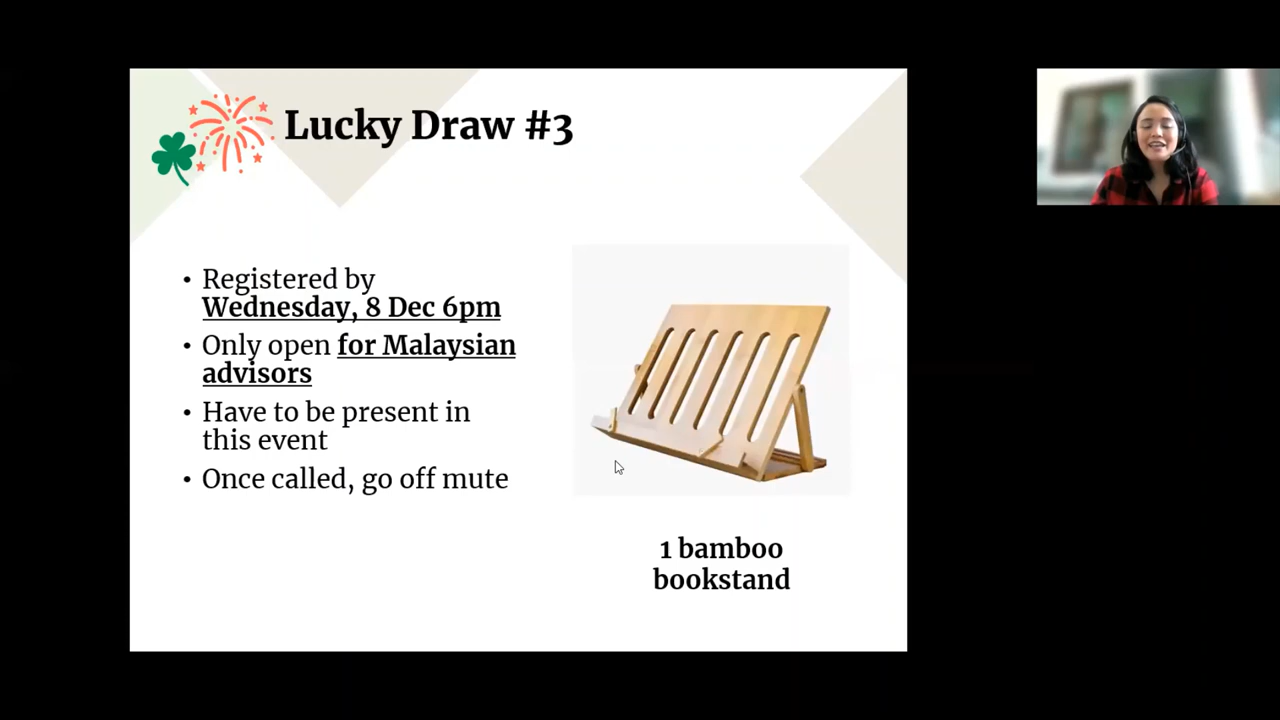 Lucky Draw #3
• Registered by
Wednesday, 8 Dec 6pm
• Only open for Malaysian
advisors
• Have to be present in
this event
• Once called, go off mute
1 bamboo
bookstand